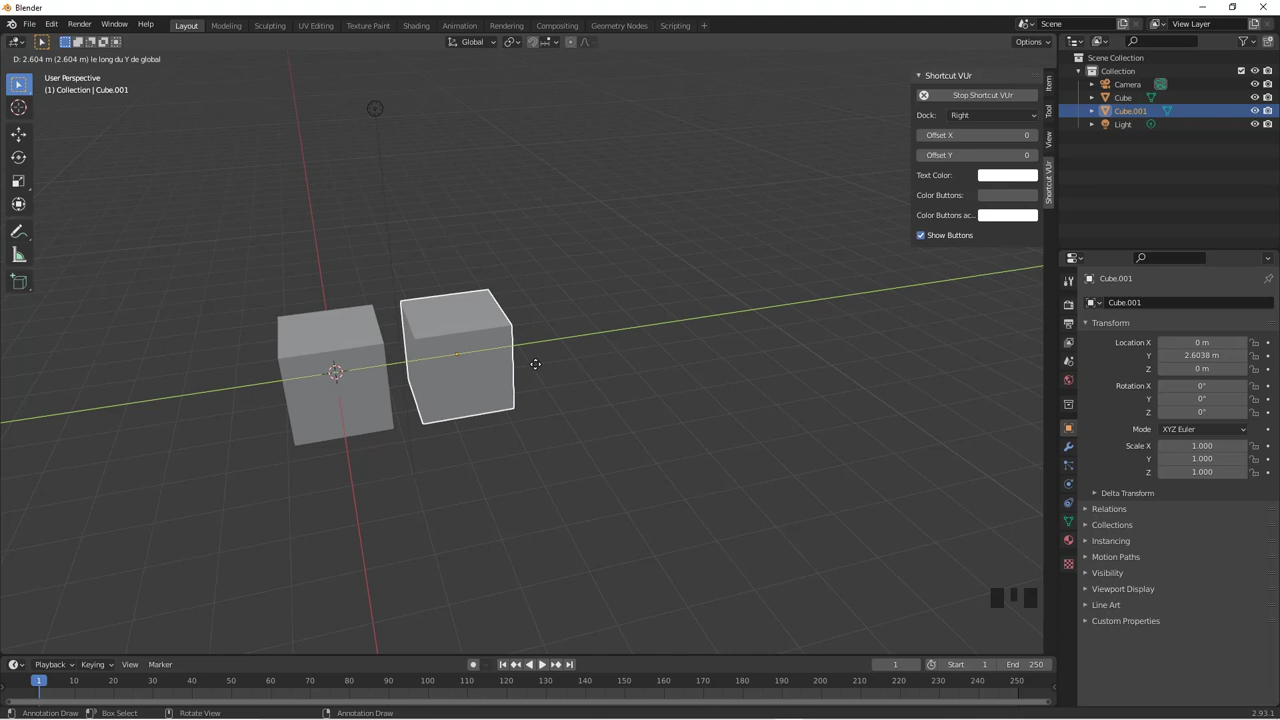 Blender
File Edit Render Window Help
Layout Modeling Sculpting UV Editing Texture Paint Shading Animation Rendering Compositing Geometry Nodes Scripting +
Scene
View Layer
Global
Options
D: 2.604 m (2.604 m) le long du Y de global
User Perspective
(1) Collection | Cube.001
Shortcut VUr
Stop Shortcut VUr
Dock: Right
Offset X 0
Offset Y 0
Text Color:
Color Buttons:
Color Buttons ac..
Show Buttons
Item
Tool
View
Shortcut VUr
Scene Collection
Collection
Camera
Cube
Cube.001
Light
Cube.001
Cube.001
Transform
Location X 0 m
Y 2.6038 m
Z 0 m
Rotation X 0°
Y 0°
Z 0°
Mode XYZ Euler
Scale X 1.000
Y 1.000
Z 1.000
Delta Transform
Relations
Collections
Instancing
Motion Paths
Visibility
Viewport Display
Line Art
Custom Properties
Playback Keying View Marker
1 Start 1 End 250
1 10 20 30 40 50 60 70 80 90 100 110 120 130 140 150 160 170 180 190 200 210 220 230 240 250
Annotation Draw Box Select Rotate View Annotation Draw
2.93.1